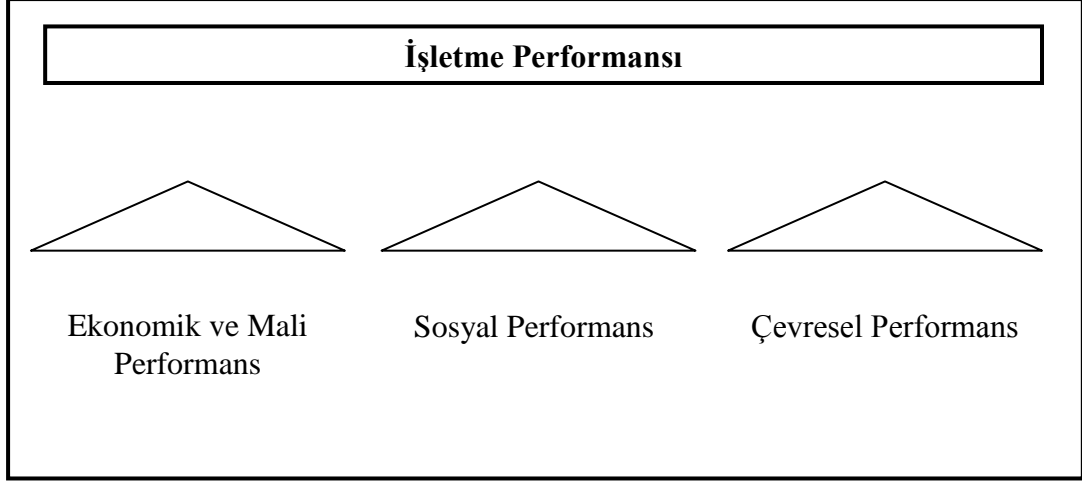 İşletme Performansı
Ekonomik ve Mali
Performans
Sosyal Performans
Çevresel Performans